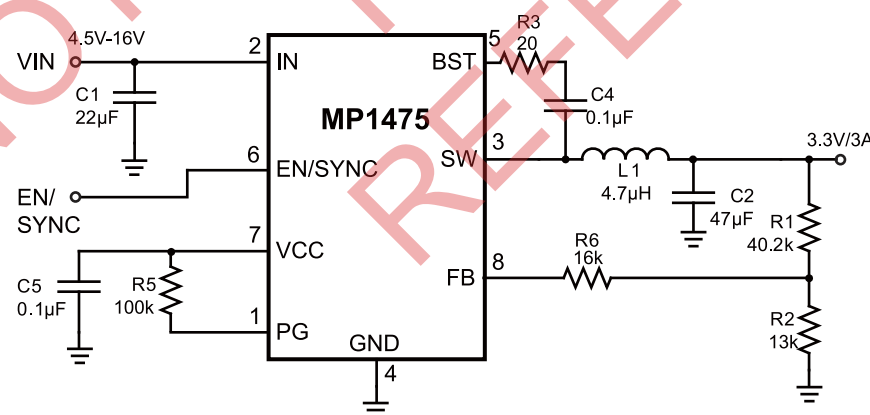 4.5V-16V
VIN
C1
22µF
2
IN
EN/
SYNC
6
EN/SYNC
7
VCC
C5
0.1µF
R5
100k
1
PG
MP1475
GND
4
BST
5
R3
20
C4
0.1µF
SW
3
L1
4.7µH
3.3V/3A
C2
47µF
R1
40.2k
FB
8
R6
16k
R2
13k
REFE